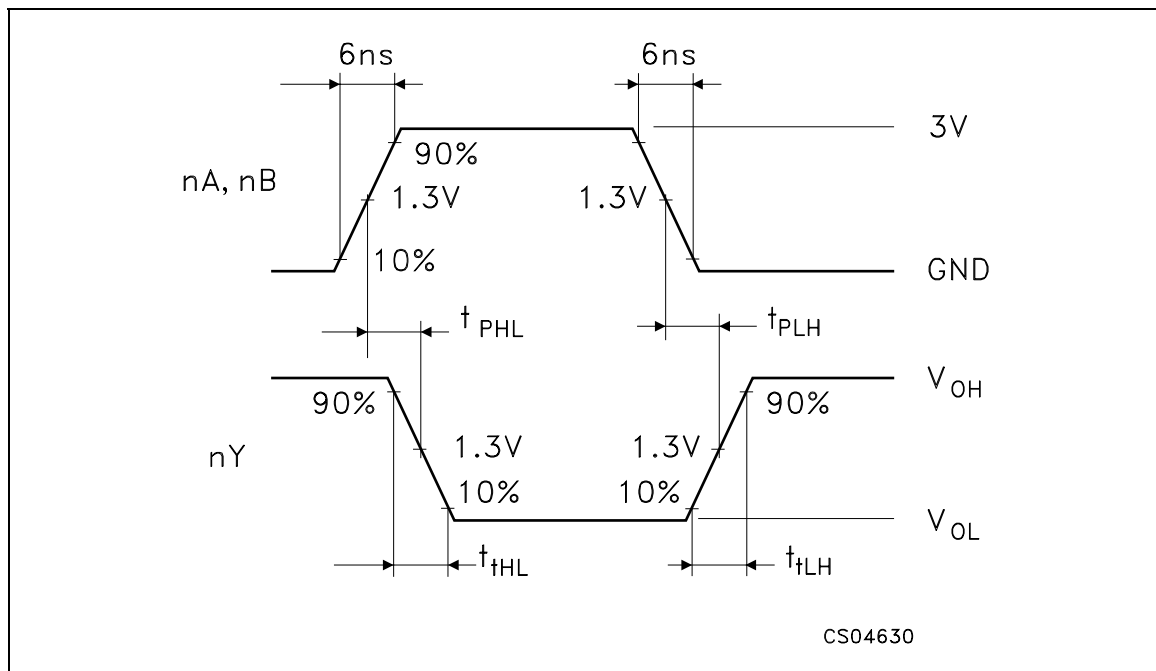 6ns
6ns
3V
90%
nA, nB
1.3V
1.3V
10%
GND
t PHL
tPLH
VOH
90%
90%
nY
1.3V
1.3V
10%
10%
VOL
ttHL
ttLH
CS04630